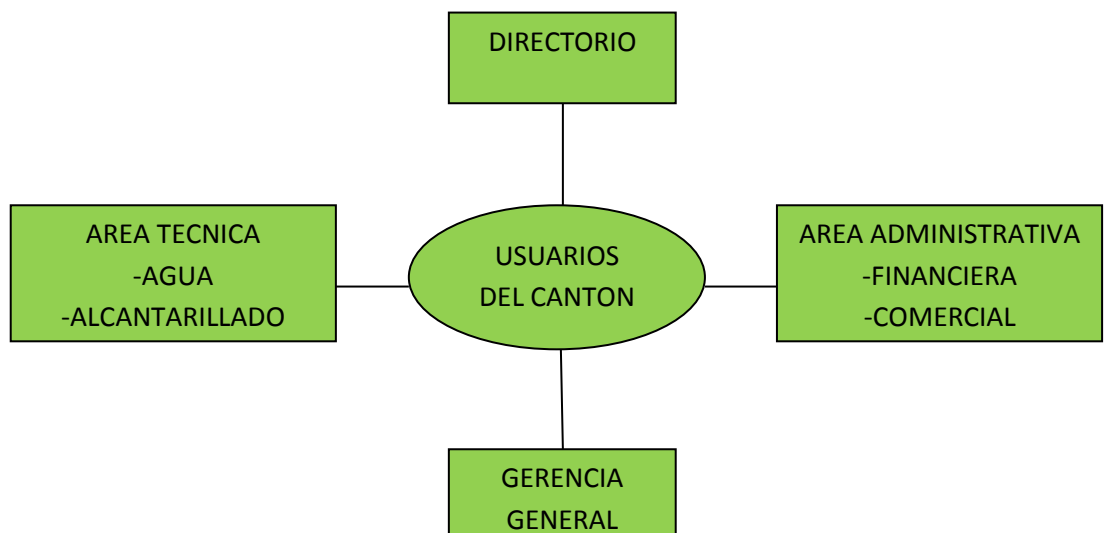 DIRECTORIO
AREA TECNICA
-AGUA
-ALCANTARILLADO
USUARIOS
DEL CANTON
AREA ADMINISTRATIVA
-FINANCIERA
-COMERCIAL
GERENCIA
GENERAL